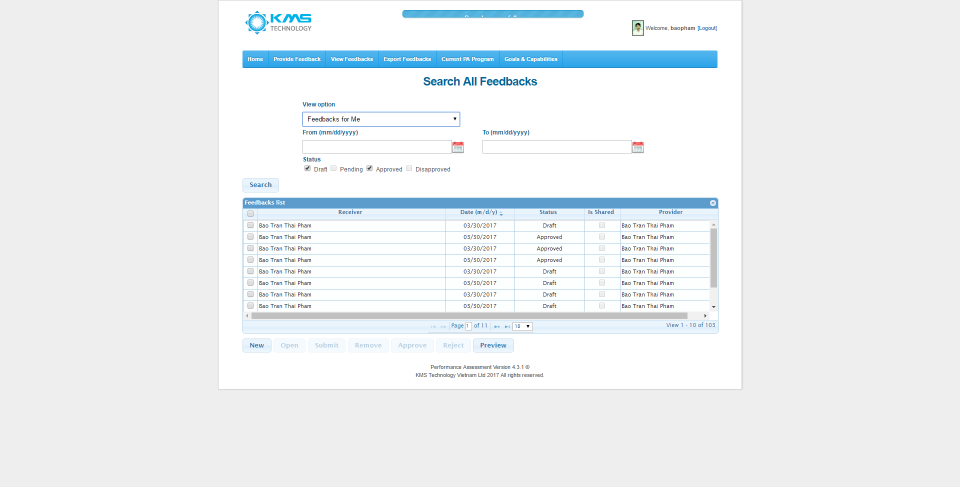 KMS
TECHNOLOGY
Welcome, baopham [Logout]
Home Provide Feedback View Feedbacks Export Feedbacks Current PA Program Goals & Capabilities
Search All Feedbacks
View option
Feedbacks for Me
From (mm/dd/yyyy) To (mm/dd/yyyy)
Status
Draft Pending Approved Disapproved
Search
Feedbacks list
Receiver Date (m/d/y) Status Is Shared Provider
Bao Tran Thai Pham 03/30/2017 Draft Bao Tran Thai Pham
Bao Tran Thai Pham 03/30/2017 Approved Bao Tran Thai Pham
Bao Tran Thai Pham 03/30/2017 Approved Bao Tran Thai Pham
Bao Tran Thai Pham 03/30/2017 Approved Bao Tran Thai Pham
Bao Tran Thai Pham 03/30/2017 Draft Bao Tran Thai Pham
Bao Tran Thai Pham 03/30/2017 Draft Bao Tran Thai Pham
Bao Tran Thai Pham 03/30/2017 Draft Bao Tran Thai Pham
Bao Tran Thai Pham 03/30/2017 Draft Bao Tran Thai Pham
Page 1 of 11 10 View 1 - 10 of 103
New Open Submit Remove Approve Reject Preview
Performance Assessment Version 4.3.1 ®
KMS Technology Vietnam Ltd 2017 All rights reserved.